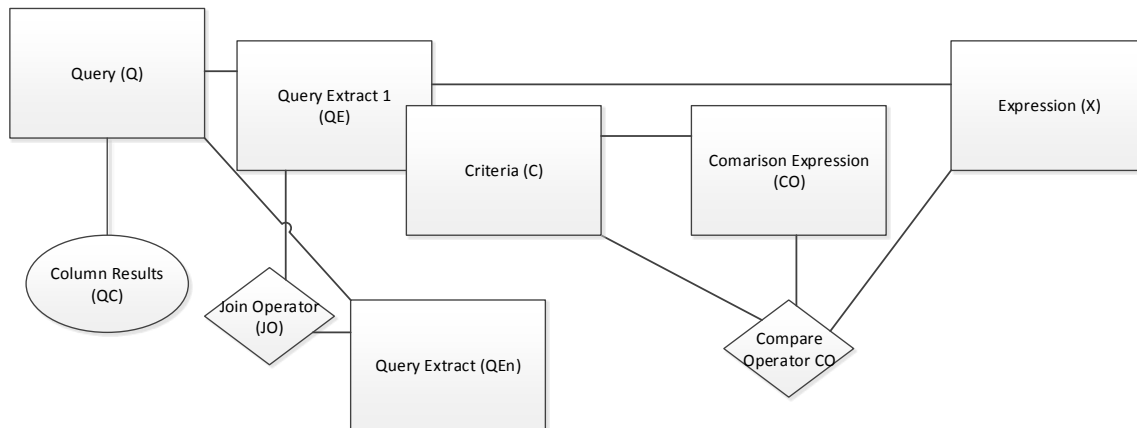 Query (Q)
Query Extract 1
(QE)
Expression (X)
Criteria (C)
Comarison Expression
(CO)
Column Results
(QC)
Join Operator
(JO)
Query Extract (QEn)
Compare
Operator CO